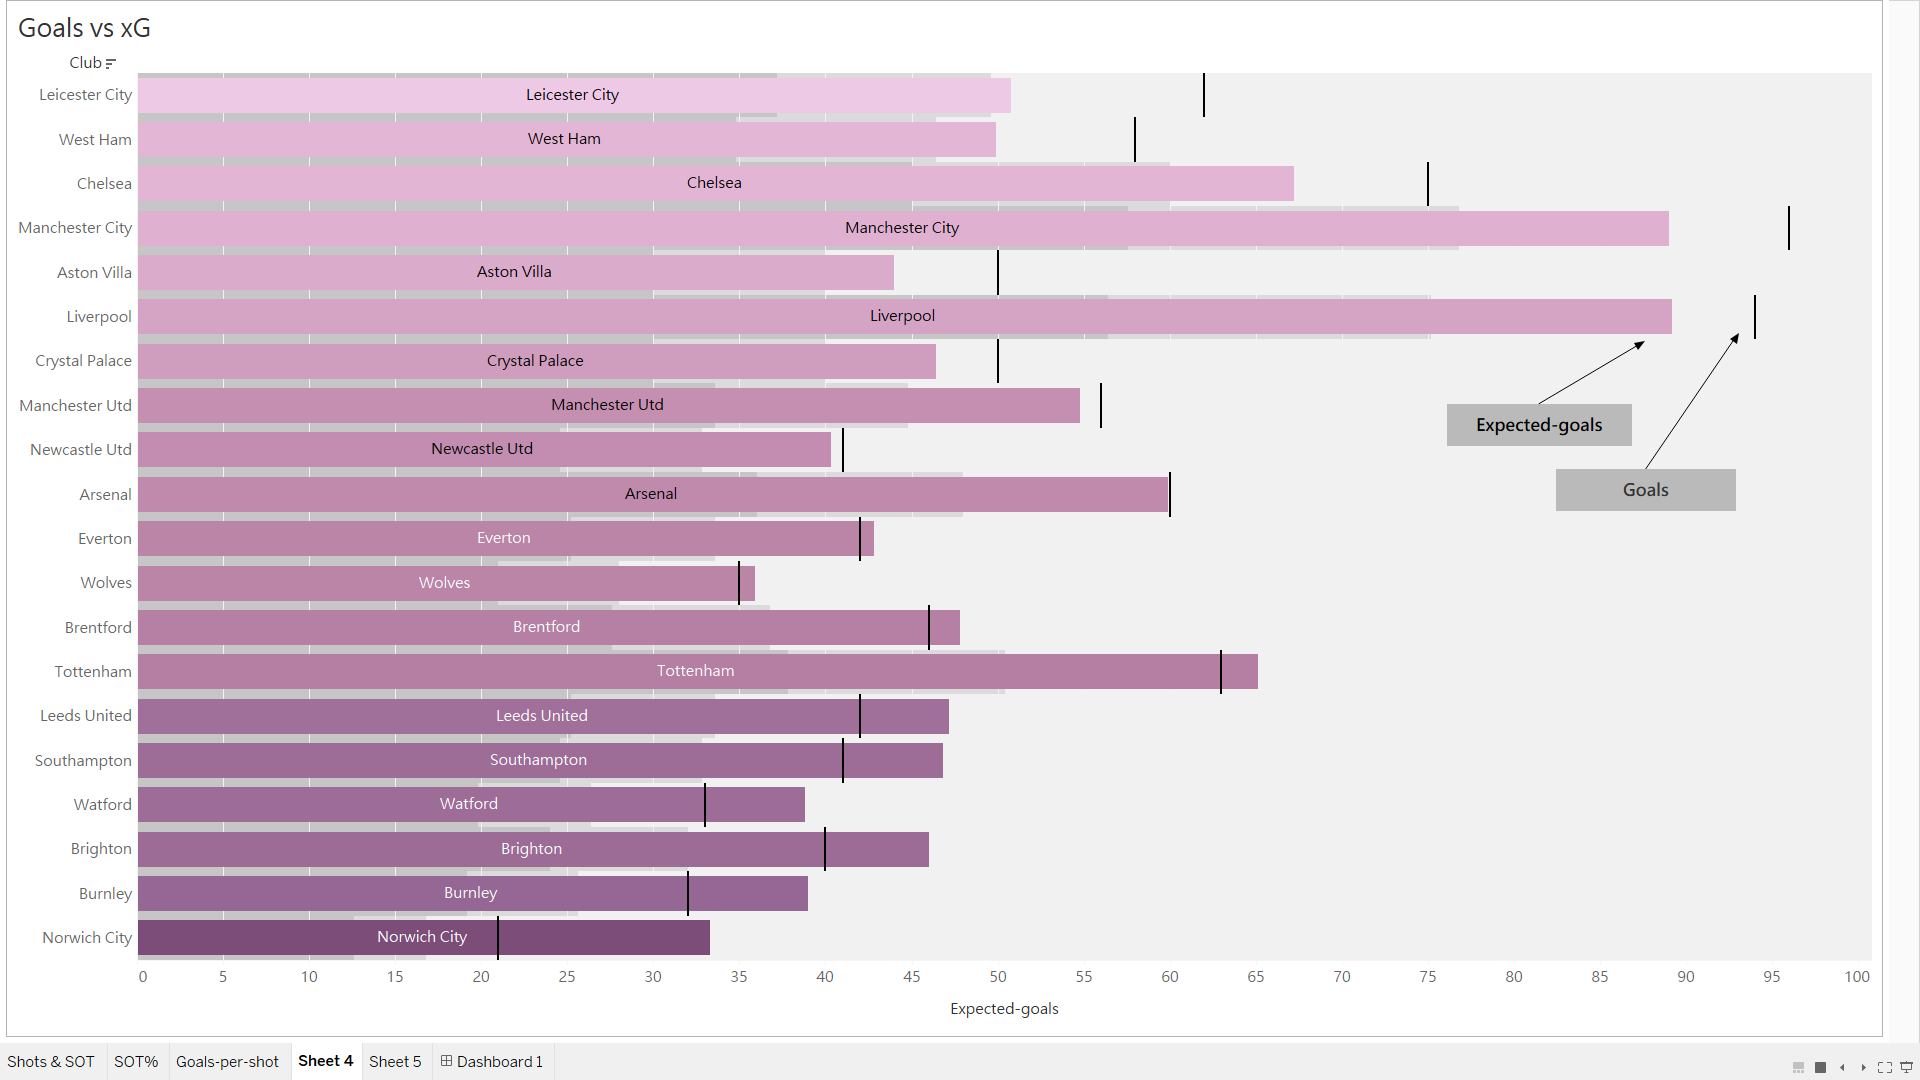 Goals vs xG
Club
Leicester City Leicester City
West Ham West Ham
Chelsea Chelsea
Manchester City Manchester City
Aston Villa Aston Villa
Liverpool Liverpool
Crystal Palace Crystal Palace
Manchester Utd Manchester Utd
Expected-goals
Newcastle Utd Newcastle Utd
Arsenal Arsenal
Goals
Everton Everton
Wolves Wolves
Brentford Brentford
Tottenham Tottenham
Leeds United Leeds United
Southampton Southampton
Watford Watford
Brighton Brighton
Burnley Burnley
Norwich City Norwich City
0 5 10 15 20 25 30 35 40 45 50 55 60 65 70 75 80 85 90 95 100
Expected-goals
Shots & SOT SOT% Goals-per-shot Sheet 4 Sheet 5 Dashboard 1